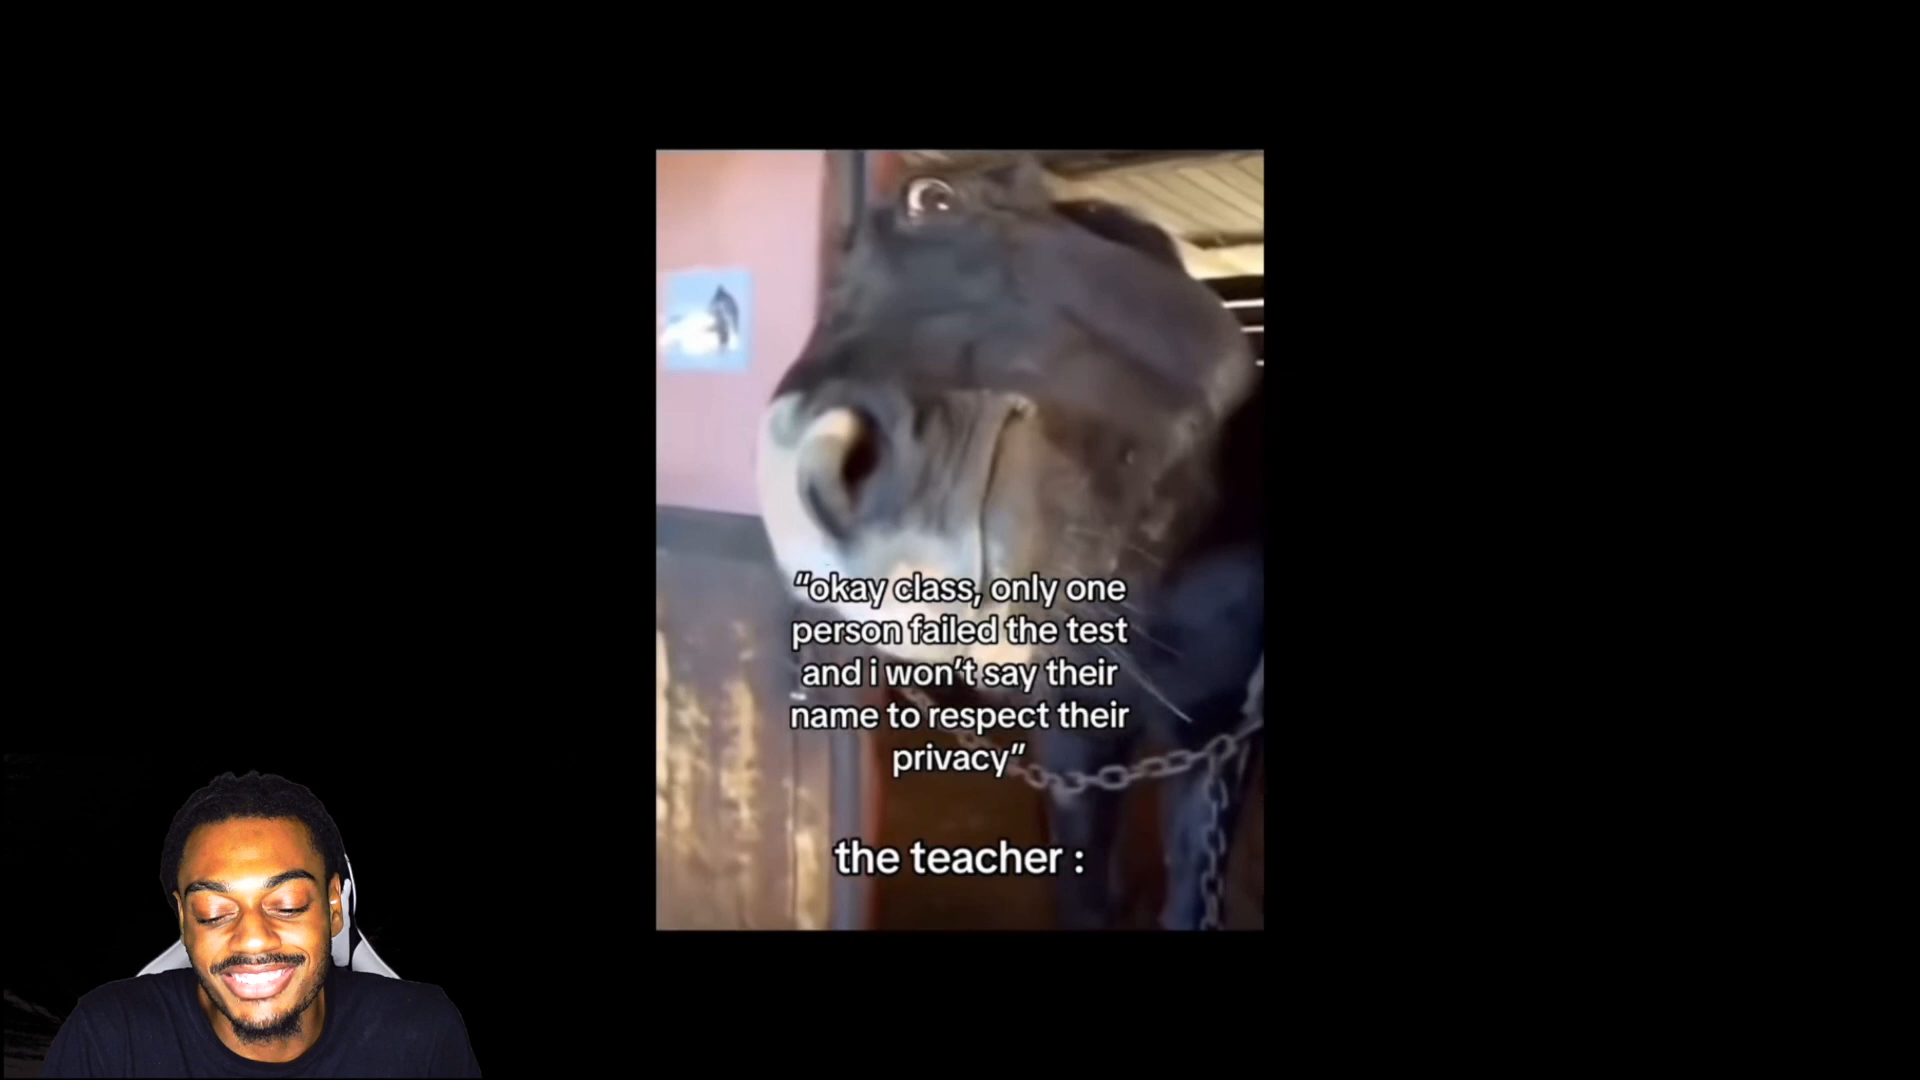 “okay class, only one
person failed the test
and i won’t say their
name to respect their
privacy”
the teacher :